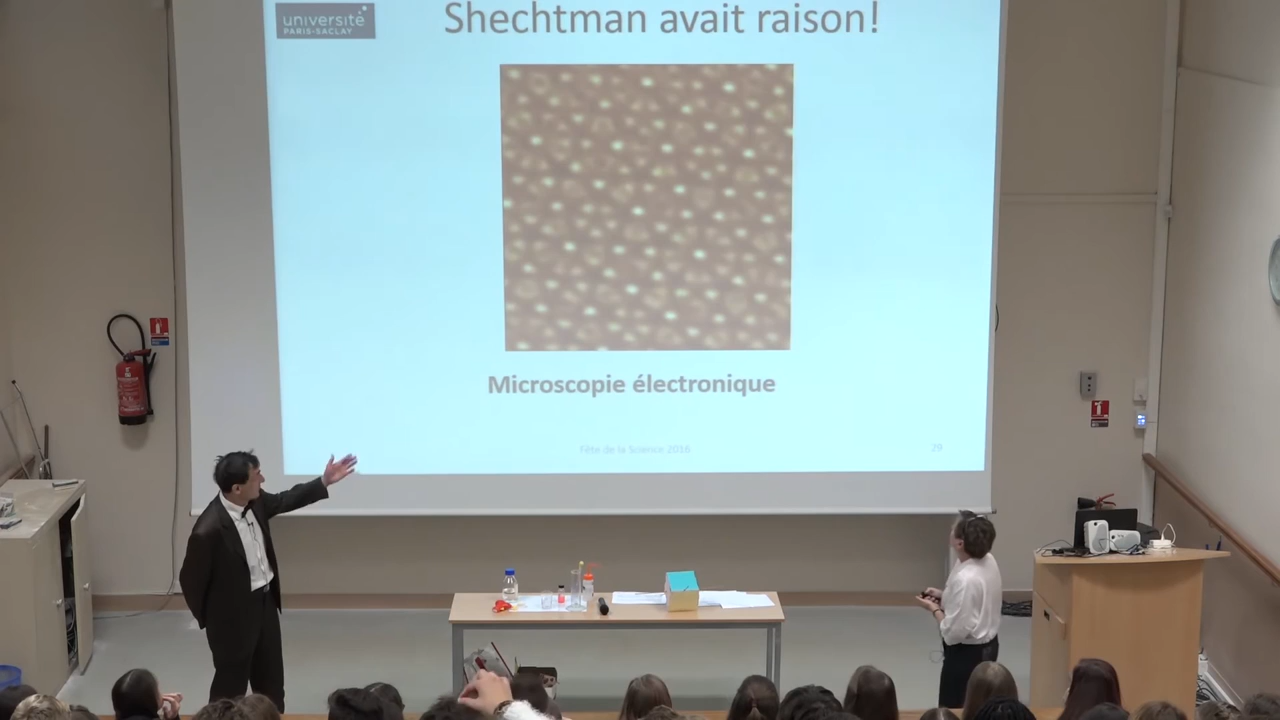 université
PARIS-SACLAY
Shechtman avait raison!
Microscopie électronique
Fête de la Science 2016
29